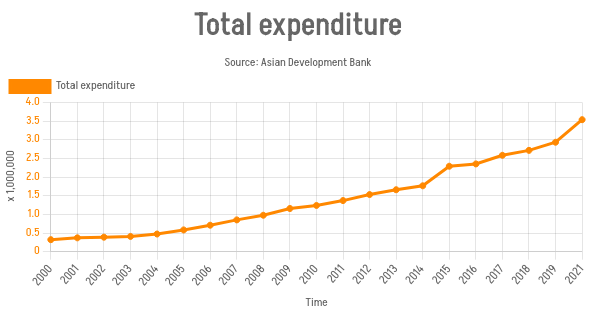 Total expenditure
Source: Asian Development Bank
Total expenditure
4.0
3.5
3.0
2.5
2.0
1.5
1.0
0.5
0
x 1,000,000
2000 2001 2002 2003 2004 2005 2006 2007 2008 2009 2010 2011 2012 2013 2014 2015 2016 2017 2018 2019 2021
Time